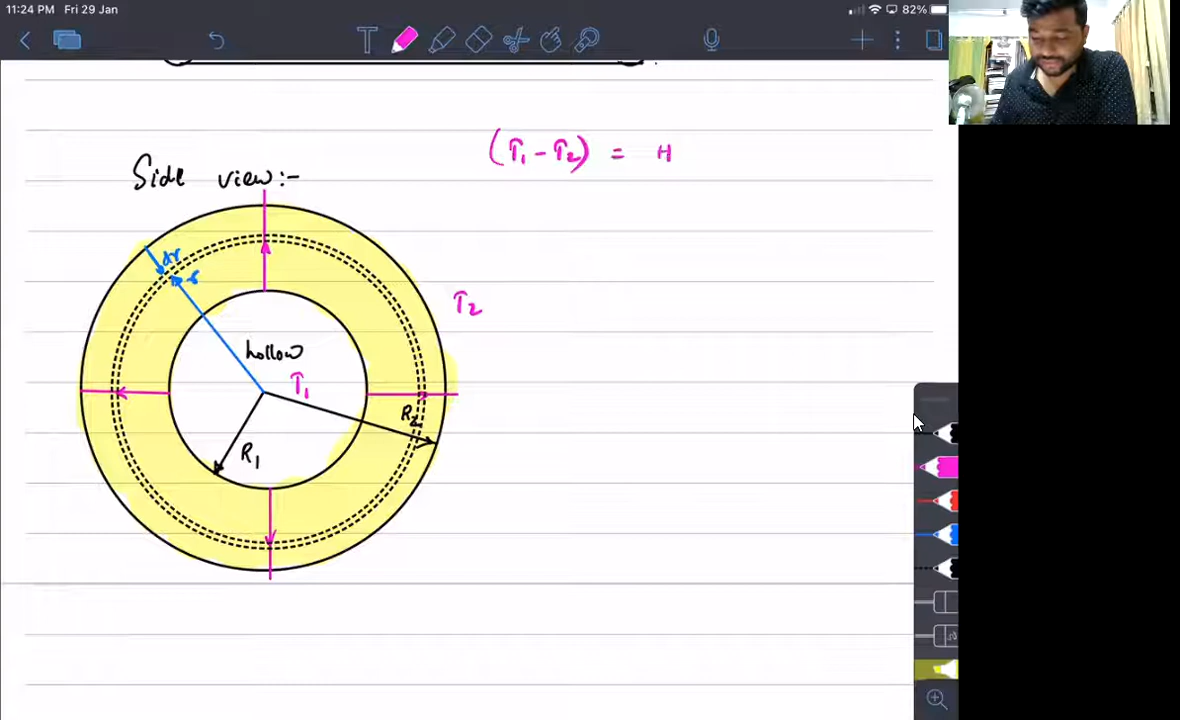 11:24 PM Fri 29 Jan 82%
T
(T₁ - T₂) = H
Side view:-
dr
r
T₂
hollow
T₁
R₂
R₁